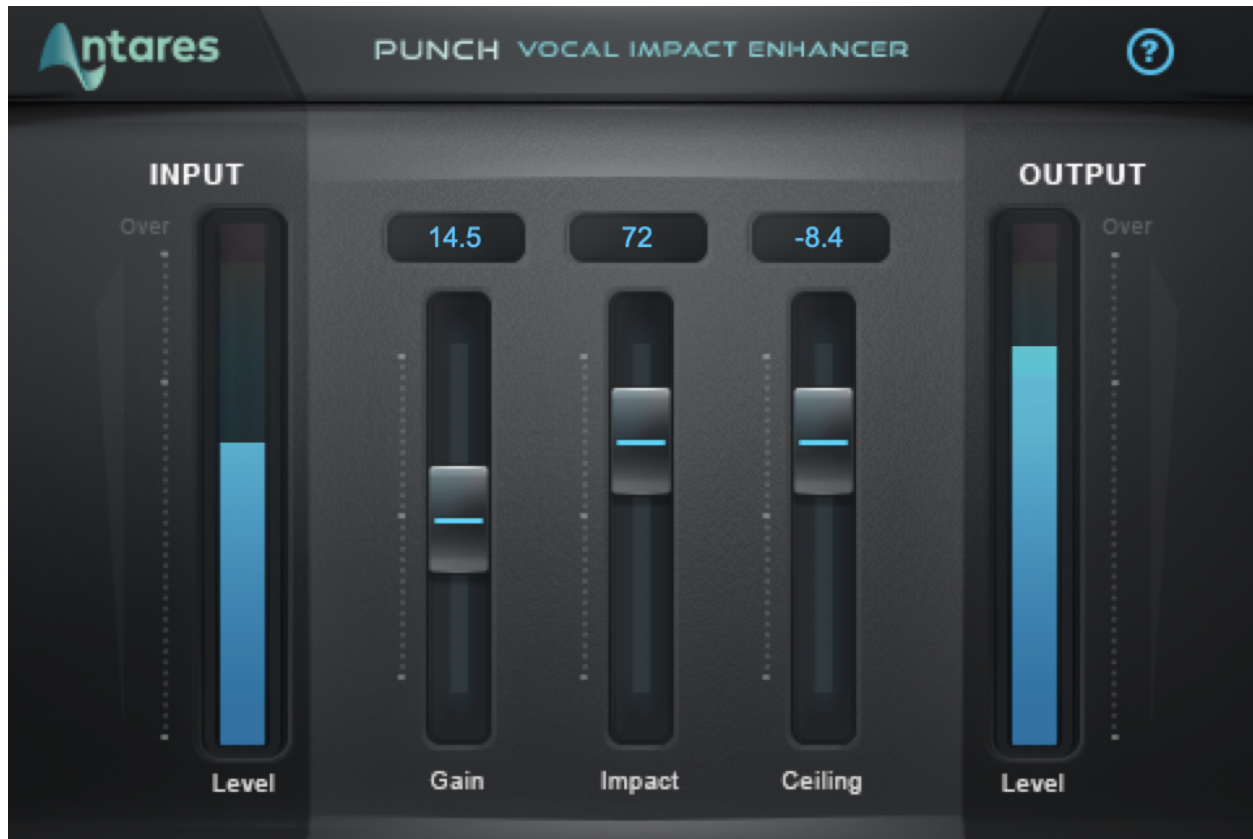 Antares
PUNCH VOCAL IMPACT ENHANCER
?
INPUT
OUTPUT
Over
14.5
72
-8.4
Over
Level
Gain
Impact
Ceiling
Level